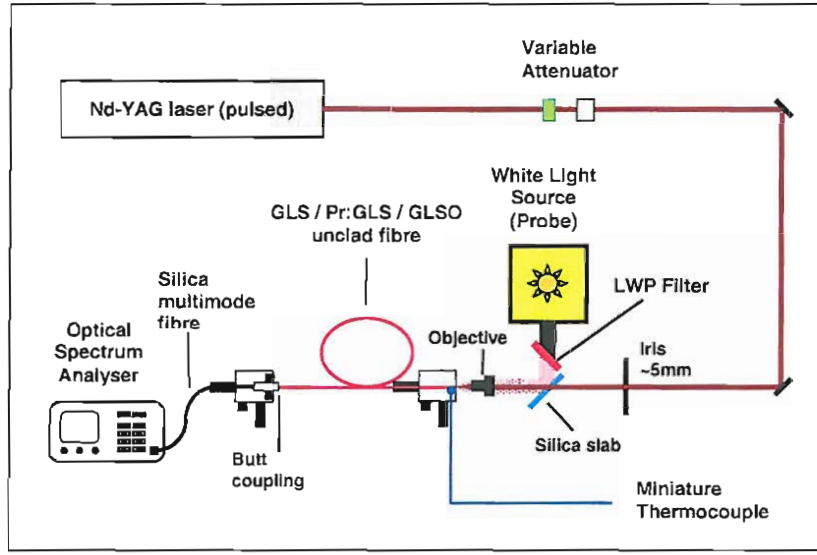 Variable
Attenuator
Nd-YAG laser (pulsed)
White Light
Source
(Probe)
GLS / Pr:GLS / GLSO
unclad fibre
Silica
multimode
fibre
LWP Filter
Optical
Spectrum
Analyser
Objective
Iris
~5mm
Silica slab
Butt
coupling
Miniature
Thermocouple